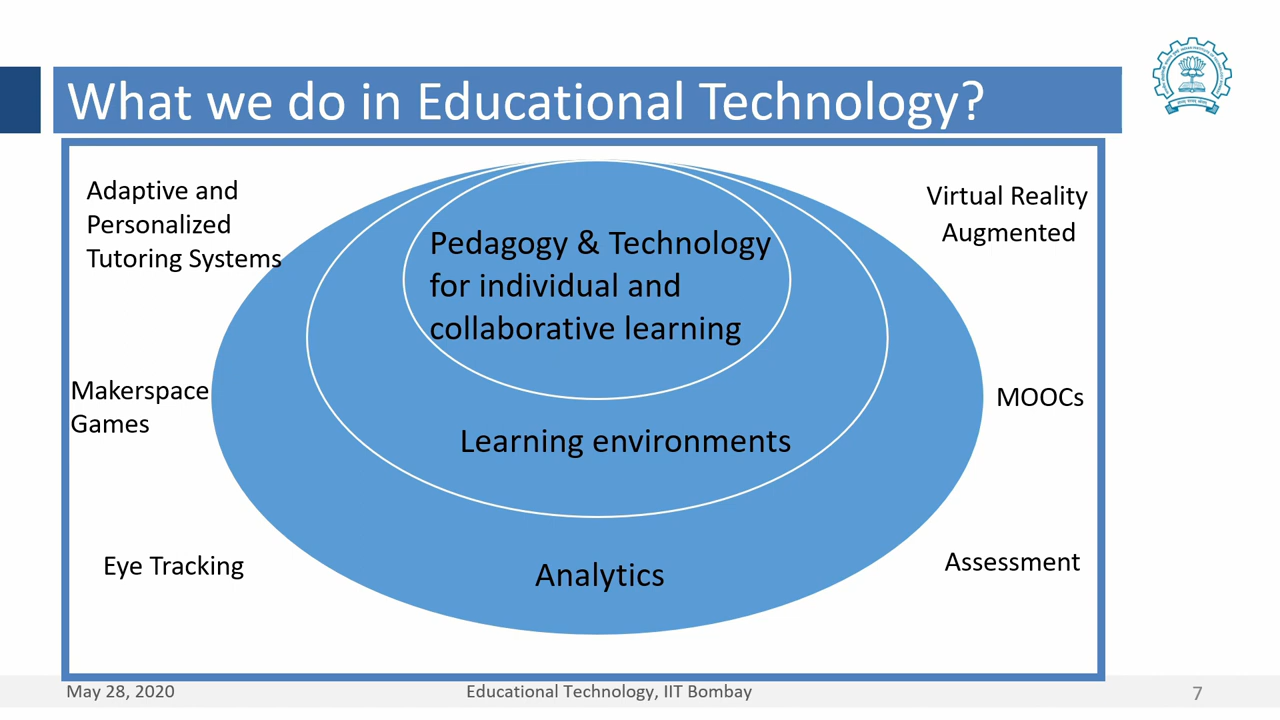 What we do in Educational Technology?
Adaptive and
Personalized
Tutoring Systems
Virtual Reality
Augmented
Pedagogy & Technology
for individual and
collaborative learning
Makerspace
Games
MOOCs
Learning environments
Eye Tracking
Analytics
Assessment
May 28, 2020
Educational Technology, IIT Bombay
7